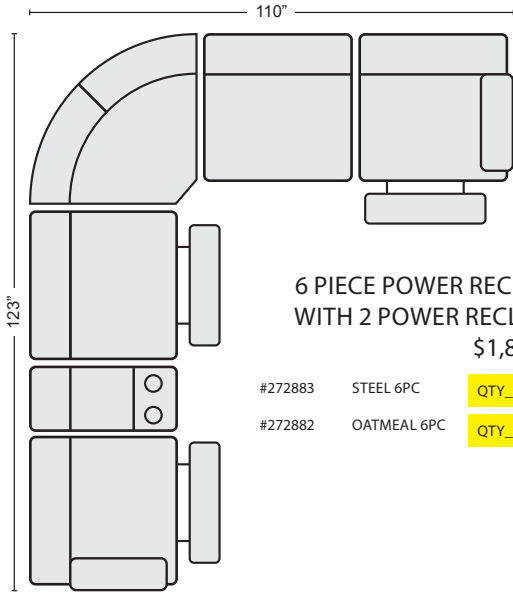 110”
123”
6 PIECE POWER REC
WITH 2 POWER RECL
$1,8
#272883 STEEL 6PC QTY_
#272882 OATMEAL 6PC QTY_